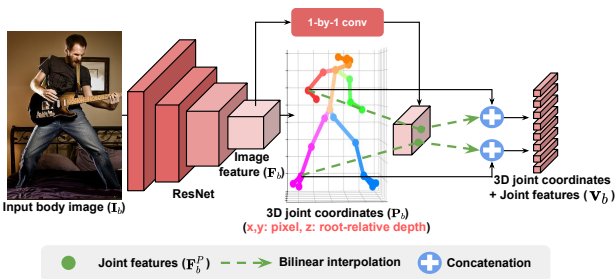 1-by-1 conv
Image
feature (F_b)
ResNet
Input body image (I_b)
3D joint coordinates (P_b)
(x,y: pixel, z: root-relative depth)
3D joint coordinates
+ Joint features (v_b)
Joint features (F_b^P)
Bilinear interpolation
Concatenation